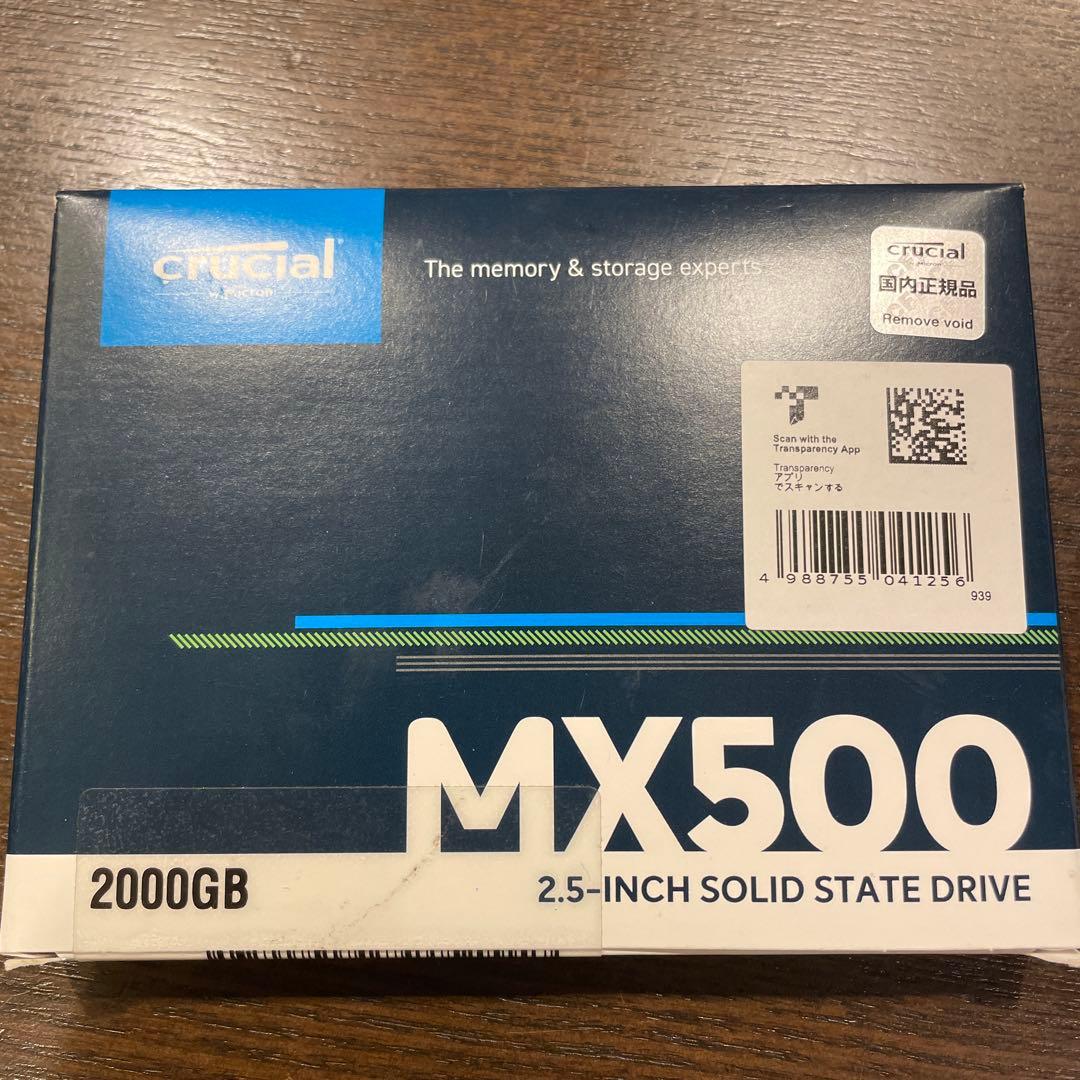 crucial
by Micron
The memory & storage experts
crucial
by Micron
国内正規品
Remove void
Scan with the
Transparency App
Transparency
アプリ
でスキャンする
4 988755 041256
939
MX500
2000GB
2.5-INCH SOLID STATE DRIVE